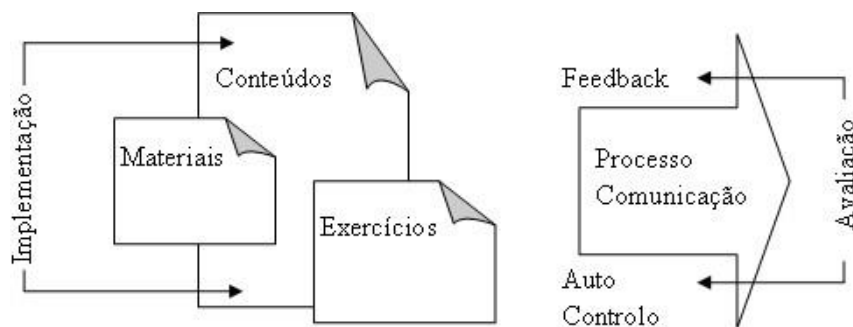 Implementação
Conteúdos
Materiais
Exercícios
Feedback
Processo
Comunicação
Auto
Controlo
Avaliação